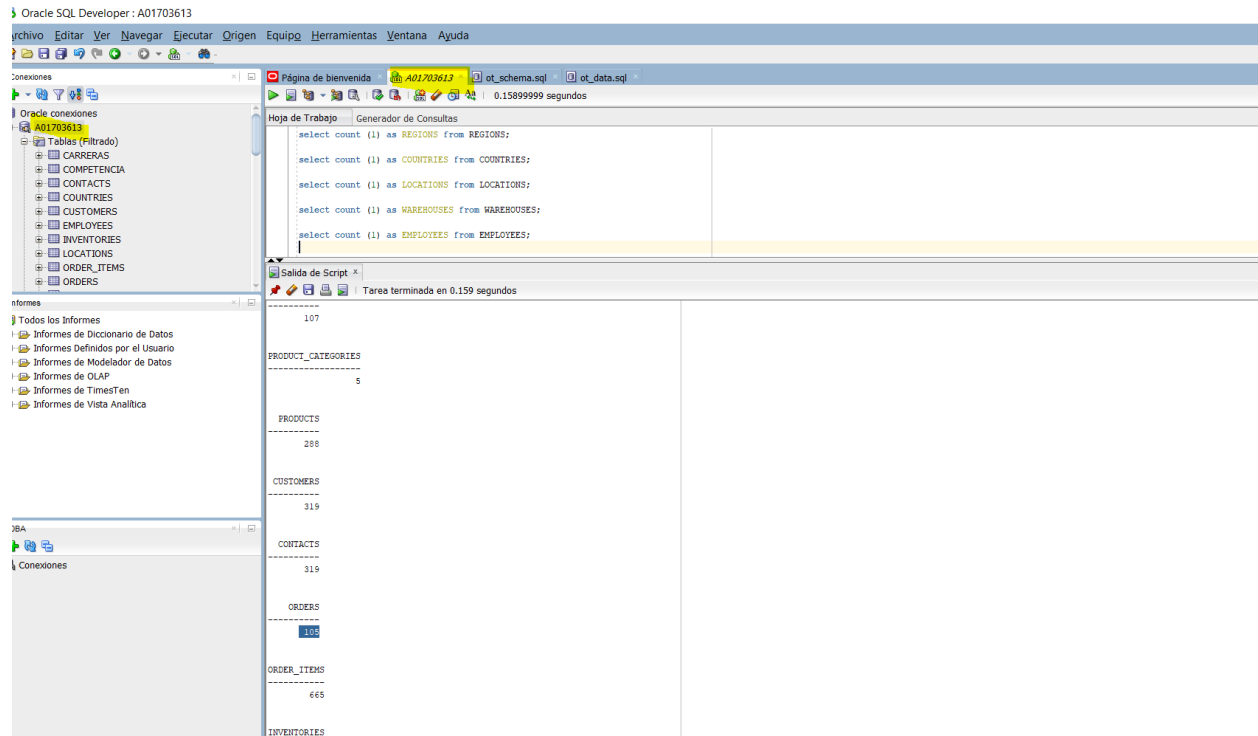 Oracle SQL Developer : A01703613
Archivo Editar Ver Navegar Ejecutar Origen Equipo Herramientas Ventana Ayuda
Conexiones
Oracle conexiones
A01703613
Tablas (Filtrado)
CARRERAS
COMPETENCIA
CONTACTS
COUNTRIES
CUSTOMERS
EMPLOYEES
INVENTORIES
LOCATIONS
ORDER_ITEMS
ORDERS
Informes
Todos los Informes
Informes de Diccionario de Datos
Informes Definidos por el Usuario
Informes de Modelador de Datos
Informes de OLAP
Informes de TimesTen
Informes de Vista Analítica
DBA
Conexiones
Página de bienvenida A01703613 ot_schema.sql ot_data.sql
0.15899999 segundos
Hoja de Trabajo Generador de Consultas
select count (1) as REGIONS from REGIONS;
select count (1) as COUNTRIES from COUNTRIES;
select count (1) as LOCATIONS from LOCATIONS;
select count (1) as WAREHOUSES from WAREHOUSES;
select count (1) as EMPLOYEES from EMPLOYEES;
Salida de Script
Tarea terminada en 0.159 segundos
----------
107
PRODUCT_CATEGORIES
------------------
5
PRODUCTS
----------
288
CUSTOMERS
----------
319
CONTACTS
----------
319
ORDERS
----------
105
ORDER_ITEMS
-----------
665
INVENTORIES